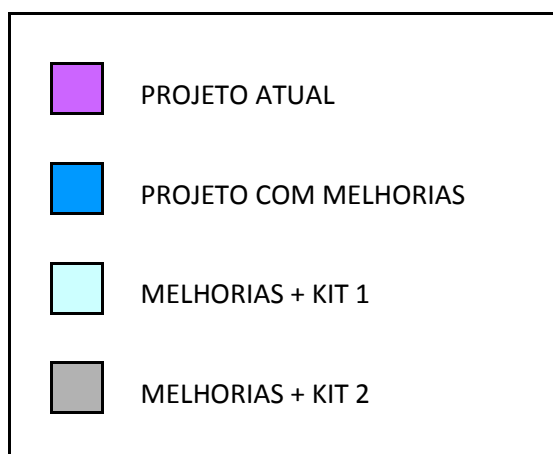 PROJETO ATUAL
PROJETO COM MELHORIAS
MELHORIAS + KIT 1
MELHORIAS + KIT 2